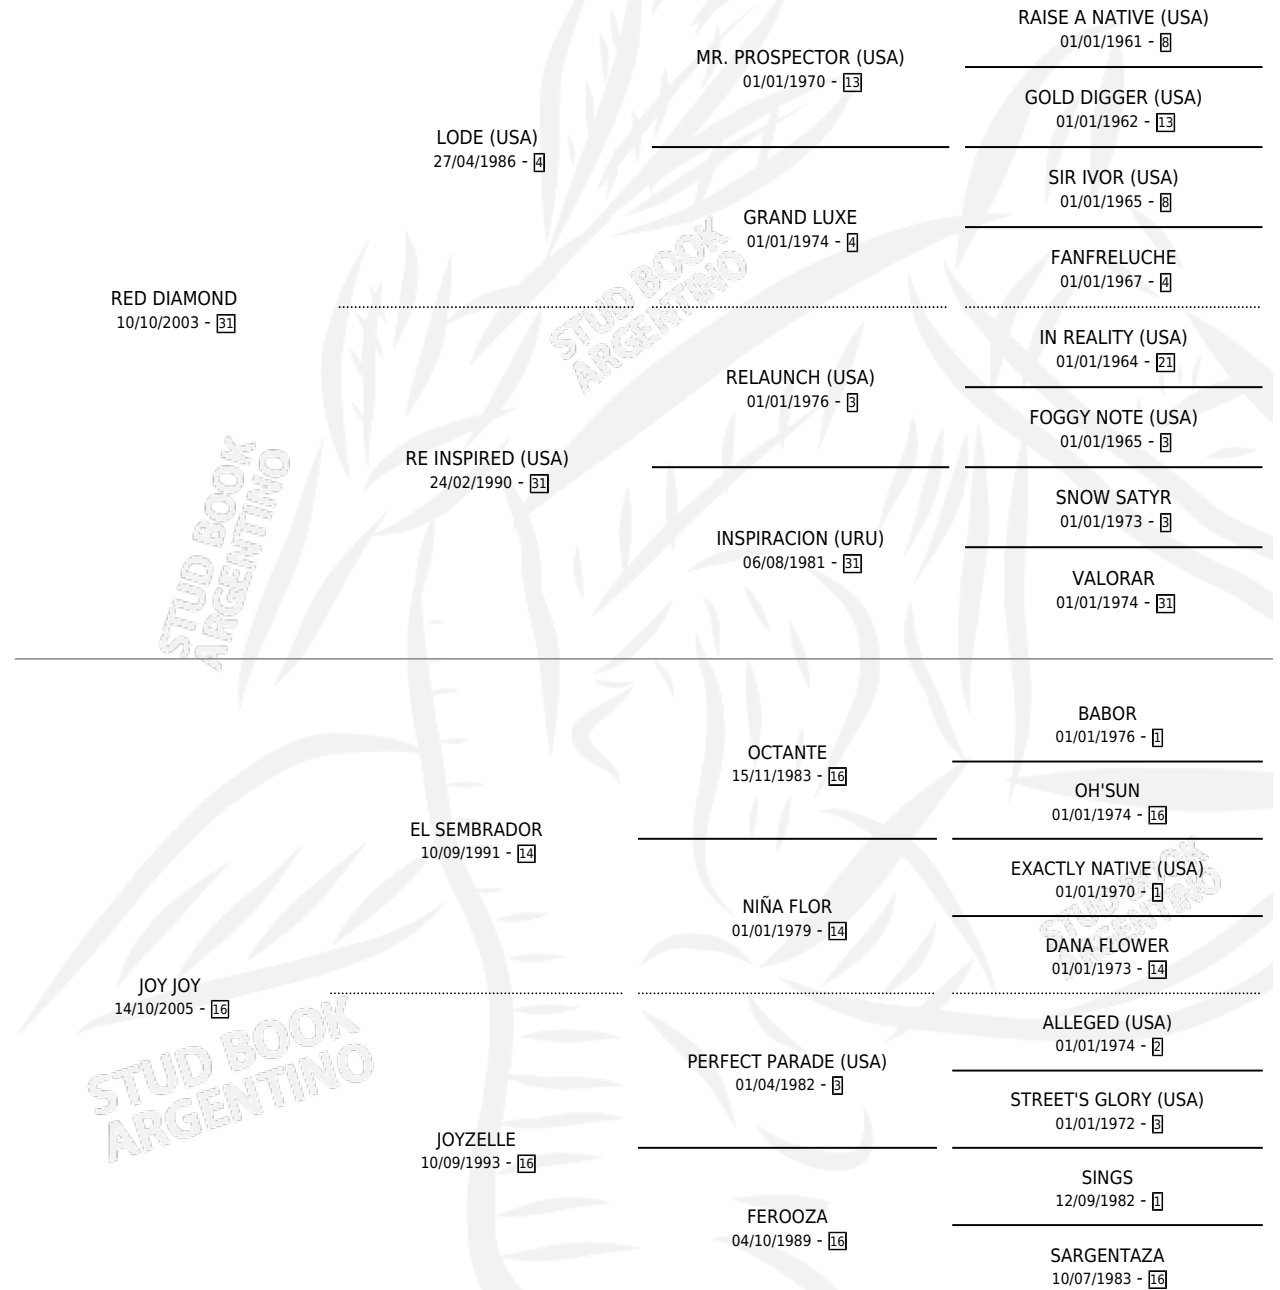 RAISE A NATIVE (USA)
01/01/1961 - 8
MR. PROSPECTOR (USA)
01/01/1970 - 13
GOLD DIGGER (USA)
01/01/1962 - 13
LODE (USA)
27/04/1986 - 4
SIR IVOR (USA)
01/01/1965 - 8
GRAND LUXE
01/01/1974 - 4
FANFRELUCHE
01/01/1967 - 4
RED DIAMOND
10/10/2003 - 31
IN REALITY (USA)
01/01/1964 - 21
RELAUNCH (USA)
01/01/1976 - 3
FOGGY NOTE (USA)
01/01/1965 - 3
RE INSPIRED (USA)
24/02/1990 - 31
SNOW SATYR
01/01/1973 - 3
INSPIRACION (URU)
06/08/1981 - 31
VALORAR
01/01/1974 - 31
BABOR
01/01/1976 - 1
OCTANTE
15/11/1983 - 16
OH'SUN
01/01/1974 - 16
EL SEMBRADOR
10/09/1991 - 14
EXACTLY NATIVE (USA)
01/01/1970 - 1
NIÑA FLOR
01/01/1979 - 14
DANA FLOWER
01/01/1973 - 14
JOY JOY
14/10/2005 - 16
ALLEGED (USA)
01/01/1974 - 2
PERFECT PARADE (USA)
01/04/1982 - 3
STREET'S GLORY (USA)
01/01/1972 - 3
JOYZELLE
10/09/1993 - 16
SINGS
12/09/1982 - 1
FEROOZA
04/10/1989 - 16
SARGENTAZA
10/07/1983 - 16
STUD BOOK
ARGENTINO
STUD BOOK
ARGENTINO
STUD BOOK
ARGENTINO
STUD BOOK
ARGENTINO